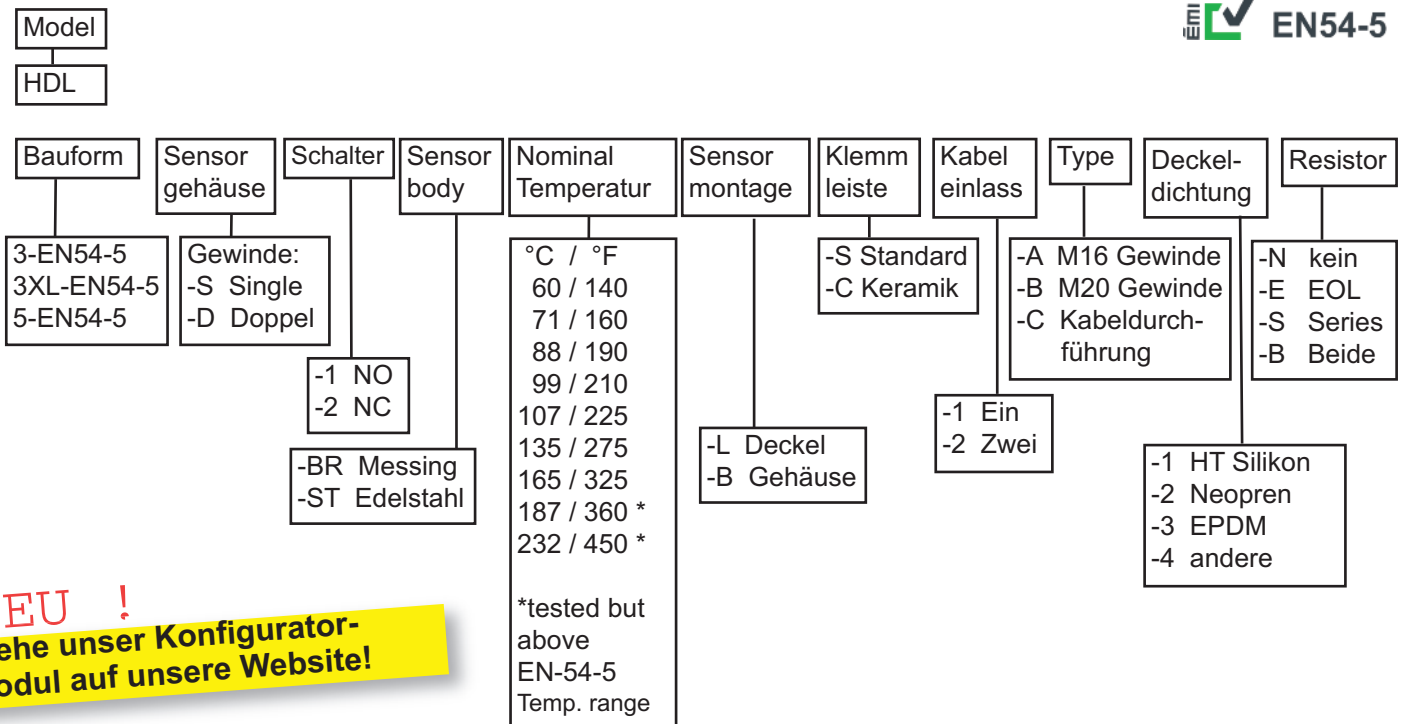 Model
HDL
émi EN54-5
Bauform
3-EN54-5
3XL-EN54-5
5-EN54-5
Sensor
gehäuse
Gewinde:
-S Single
-D Doppel
Schalter
-1 NO
-2 NC
Sensor
body
-BR Messing
-ST Edelstahl
Nominal
Temperatur
°C / °F
60 / 140
71 / 160
88 / 190
99 / 210
107 / 225
135 / 275
165 / 325
187 / 360 *
232 / 450 *
*tested but
above
EN-54-5
Temp. range
Sensor
montage
-L Deckel
-B Gehäuse
Klemm
leiste
-S Standard
-C Keramik
Kabel
einlass
-1 Ein
-2 Zwei
Type
-A M16 Gewinde
-B M20 Gewinde
-C Kabeldurch-
führung
Deckel-
dichtung
-1 HT Silikon
-2 Neopren
-3 EPDM
-4 andere
Resistor
-N kein
-E EOL
-S Series
-B Beide
EU !
ehe unser Konfigurator-
odul auf unsere Website!